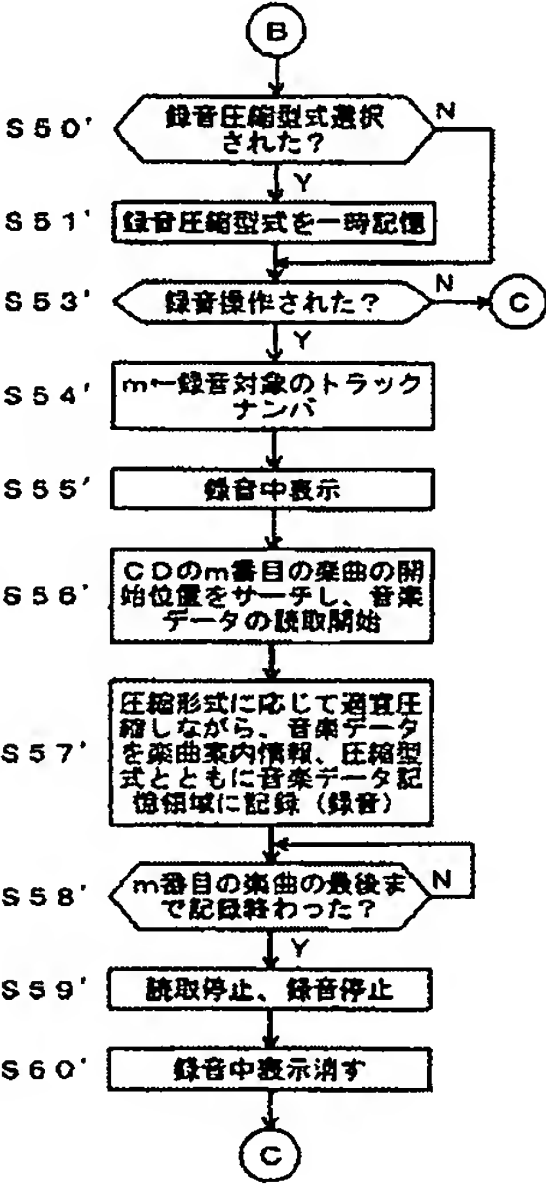 B
S50'
録音圧縮型式選択
された?
N
Y
S51'
録音圧縮型式を一時記憶
S53'
録音操作された?
N
C
Y
S54'
m←録音対象のトラック
ナンバ
S55'
録音中表示
S56'
CDのm番目の楽曲の開
始位置をサーチし、音楽
データの読取開始
S57'
圧縮形式に応じて適宜圧
縮しながら、音楽データ
を楽曲案内情報、圧縮型
式とともに音楽データ記
憶領域に記録(録音)
S58'
m番目の楽曲の最後ま
で記録終わった?
N
Y
S59'
読取停止、録音停止
S60'
録音中表示消す
C